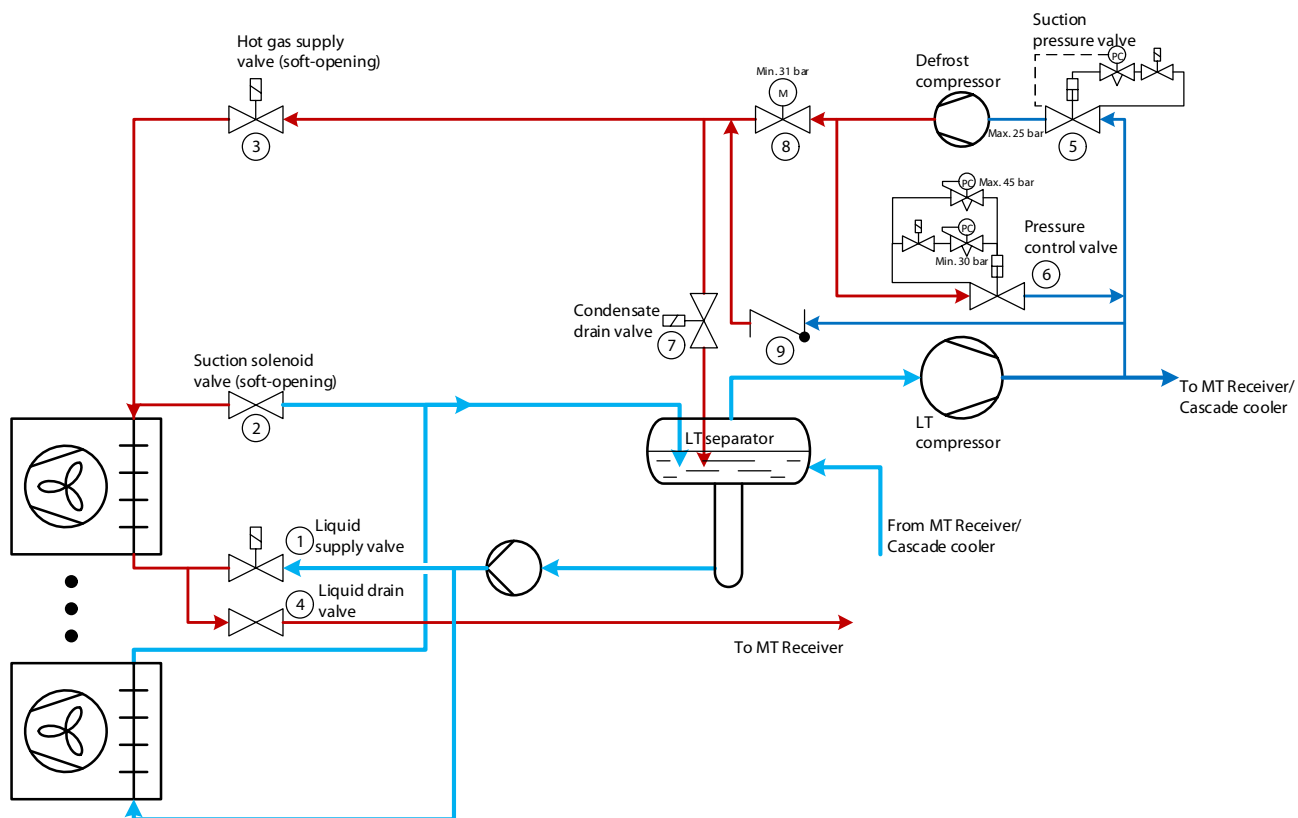 Hot gas supply
valve (soft-opening)
3
Min. 31 bar
M
8
Defrost
compressor
Max. 25 bar
Suction
pressure valve
PC
5
PC
Max. 45 bar
PC
Min. 30 bar
Pressure
control valve
6
Condensate
drain valve
7
9
Suction solenoid
valve (soft-opening)
2
LT separator
LT
compressor
To MT Receiver/
Cascade cooler
From MT Receiver/
Cascade cooler
1
Liquid
supply valve
4
Liquid drain
valve
To MT Receiver